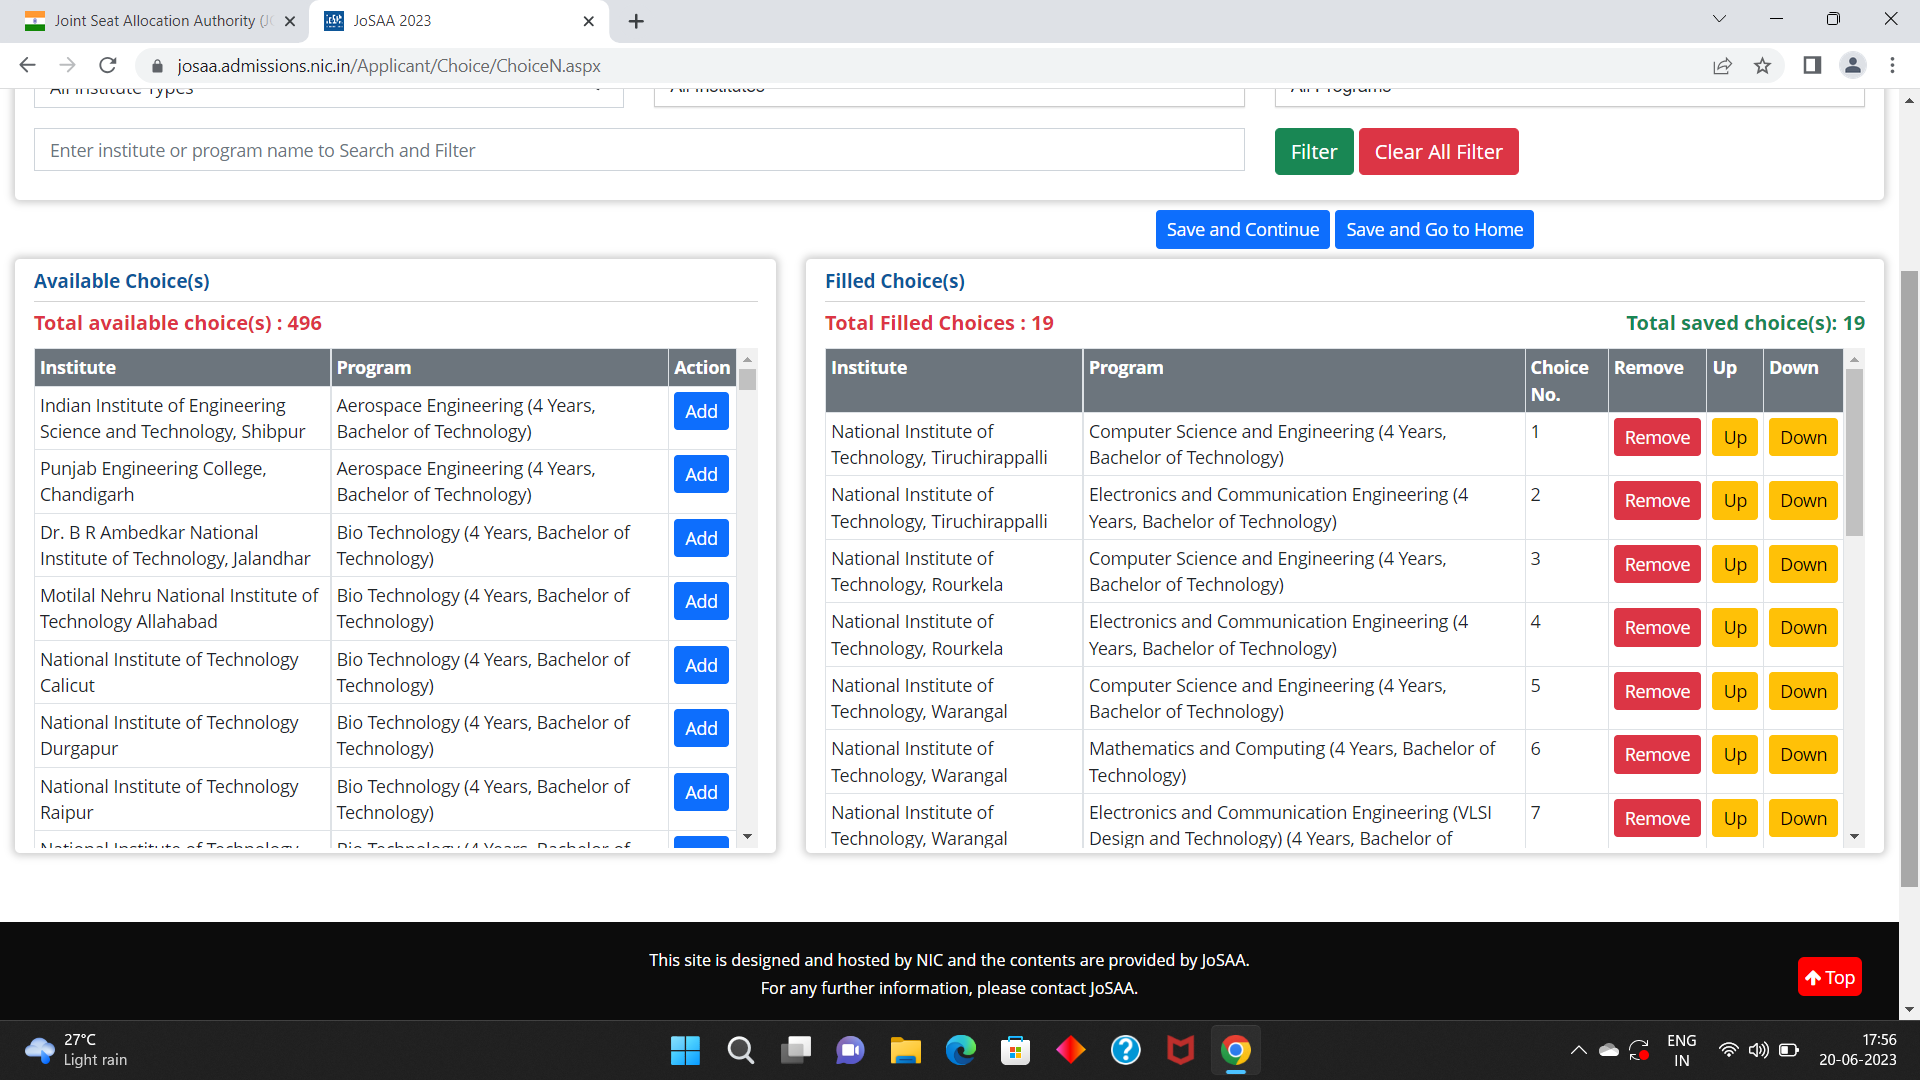 Joint Seat Allocation Authority (JO
JoSAA 2023
josaa.admissions.nic.in/Applicant/Choice/ChoiceN.aspx
All Institute Types
All Institutes
All Programs
Enter institute or program name to Search and Filter
Filter
Clear All Filter
Save and Continue
Save and Go to Home
Available Choice(s)
Total available choice(s) : 496
Institute
Program
Action
Indian Institute of Engineering
Science and Technology, Shibpur
Aerospace Engineering (4 Years,
Bachelor of Technology)
Add
Punjab Engineering College,
Chandigarh
Aerospace Engineering (4 Years,
Bachelor of Technology)
Add
Dr. B R Ambedkar National
Institute of Technology, Jalandhar
Bio Technology (4 Years, Bachelor of
Technology)
Add
Motilal Nehru National Institute of
Technology Allahabad
Bio Technology (4 Years, Bachelor of
Technology)
Add
National Institute of Technology
Calicut
Bio Technology (4 Years, Bachelor of
Technology)
Add
National Institute of Technology
Durgapur
Bio Technology (4 Years, Bachelor of
Technology)
Add
National Institute of Technology
Raipur
Bio Technology (4 Years, Bachelor of
Technology)
Add
National Institute of Technology
Bio Technology (4 Years, Bachelor of
Filled Choice(s)
Total Filled Choices : 19
Total saved choice(s): 19
Institute
Program
Choice
No.
Remove
Up
Down
National Institute of
Technology, Tiruchirappalli
Computer Science and Engineering (4 Years,
Bachelor of Technology)
1
Remove
Up
Down
National Institute of
Technology, Tiruchirappalli
Electronics and Communication Engineering (4
Years, Bachelor of Technology)
2
Remove
Up
Down
National Institute of
Technology, Rourkela
Computer Science and Engineering (4 Years,
Bachelor of Technology)
3
Remove
Up
Down
National Institute of
Technology, Rourkela
Electronics and Communication Engineering (4
Years, Bachelor of Technology)
4
Remove
Up
Down
National Institute of
Technology, Warangal
Computer Science and Engineering (4 Years,
Bachelor of Technology)
5
Remove
Up
Down
National Institute of
Technology, Warangal
Mathematics and Computing (4 Years, Bachelor of
Technology)
6
Remove
Up
Down
National Institute of
Technology, Warangal
Electronics and Communication Engineering (VLSI
Design and Technology) (4 Years, Bachelor of
7
Remove
Up
Down
This site is designed and hosted by NIC and the contents are provided by JoSAA.
For any further information, please contact JoSAA.
Top
27°C
Light rain
ENG
IN
17:56
20-06-2023